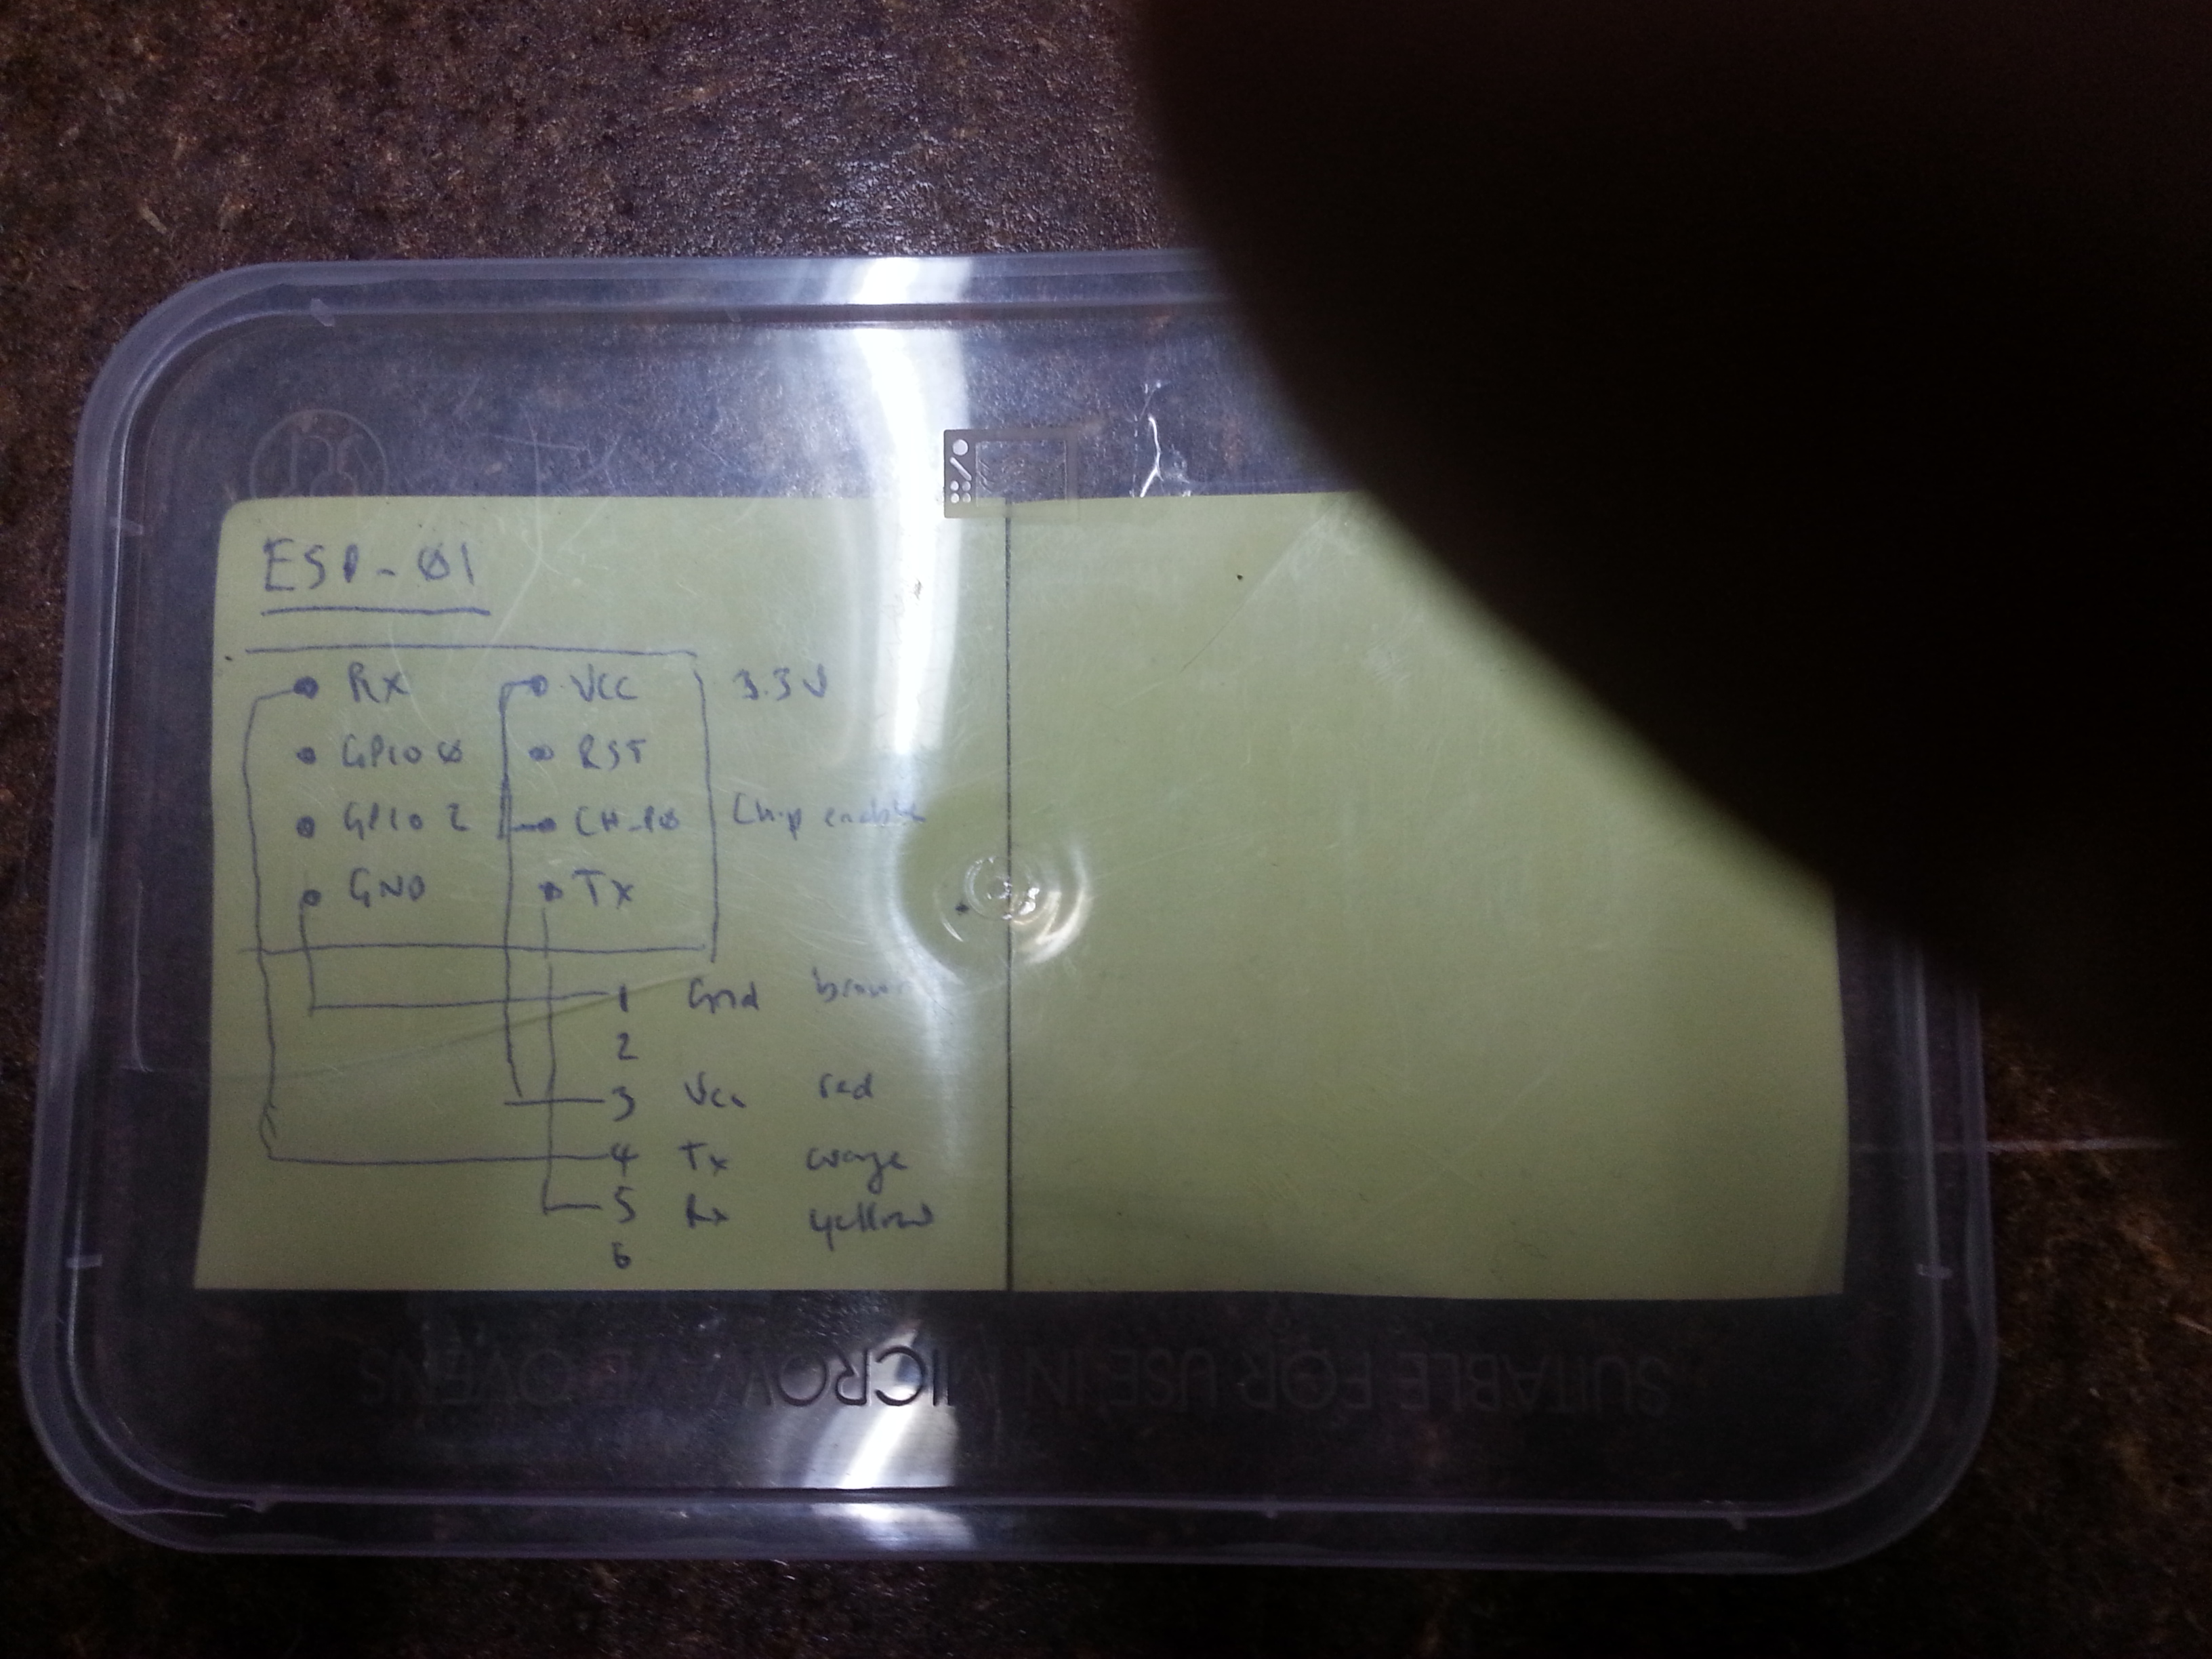 ESP-01
Rx VCC 3.3V
GPIO 0 RST
GPIO 2 CH-PD Chip enable
GND Tx
1 Gnd brown
2
3 Vcc red
4 Tx orange
5 Rx yellow
6
SUITABLE FOR USE IN MICROWAVE OVENS